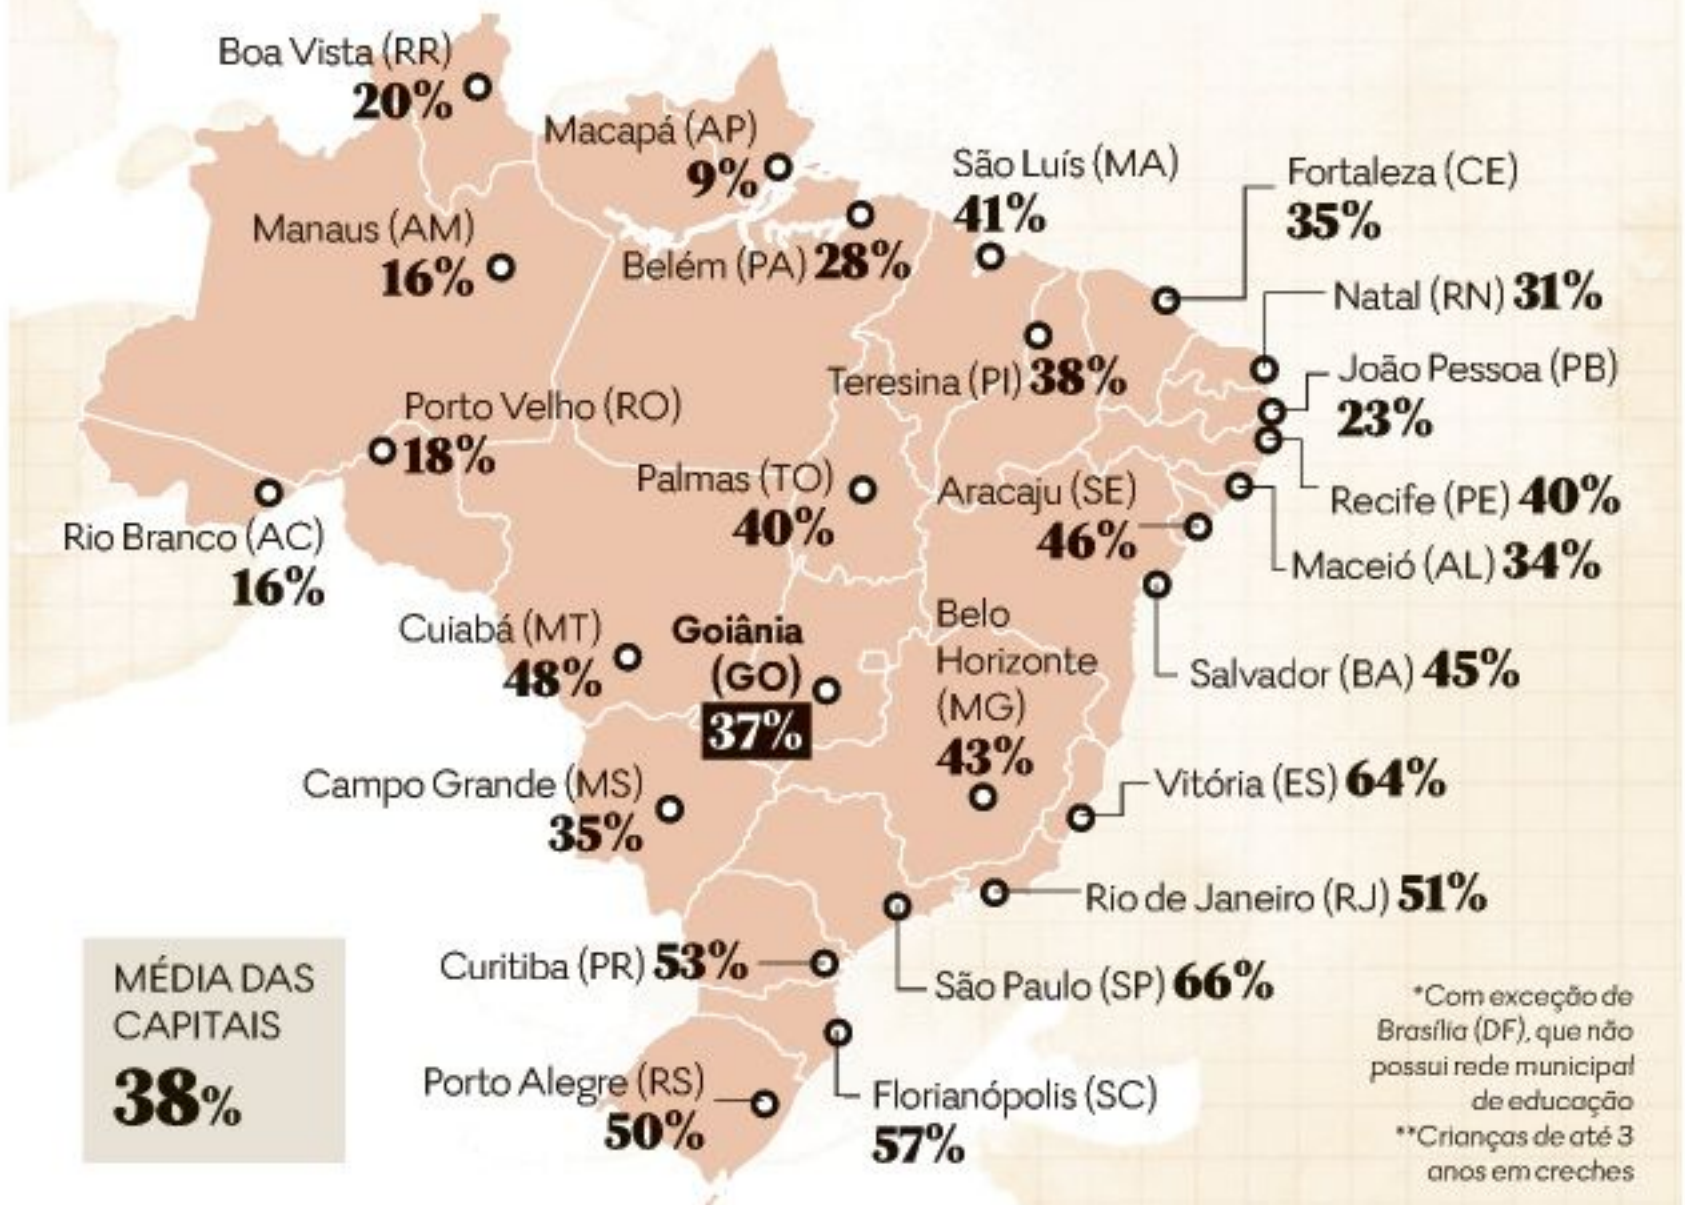 Boa Vista (RR)
20%
Macapá (AP)
9%
São Luís (MA)
41%
Fortaleza (CE)
35%
Manaus (AM)
16%
Belém (PA) 28%
Natal (RN) 31%
Teresina (PI) 38%
João Pessoa (PB)
23%
Porto Velho (RO)
18%
Palmas (TO)
40%
Aracaju (SE)
46%
Recife (PE) 40%
Rio Branco (AC)
16%
Maceió (AL) 34%
Cuiabá (MT)
48%
Goiânia
(GO)
37%
Belo
Horizonte
(MG)
43%
Salvador (BA) 45%
Campo Grande (MS)
35%
Vitória (ES) 64%
Rio de Janeiro (RJ) 51%
Curitiba (PR) 53%
São Paulo (SP) 66%
MÉDIA DAS
CAPITAIS
38%
Porto Alegre (RS)
50%
Florianópolis (SC)
57%
*Com exceção de
Brasília (DF), que não
possui rede municipal
de educação
**Crianças de até 3
anos em creches